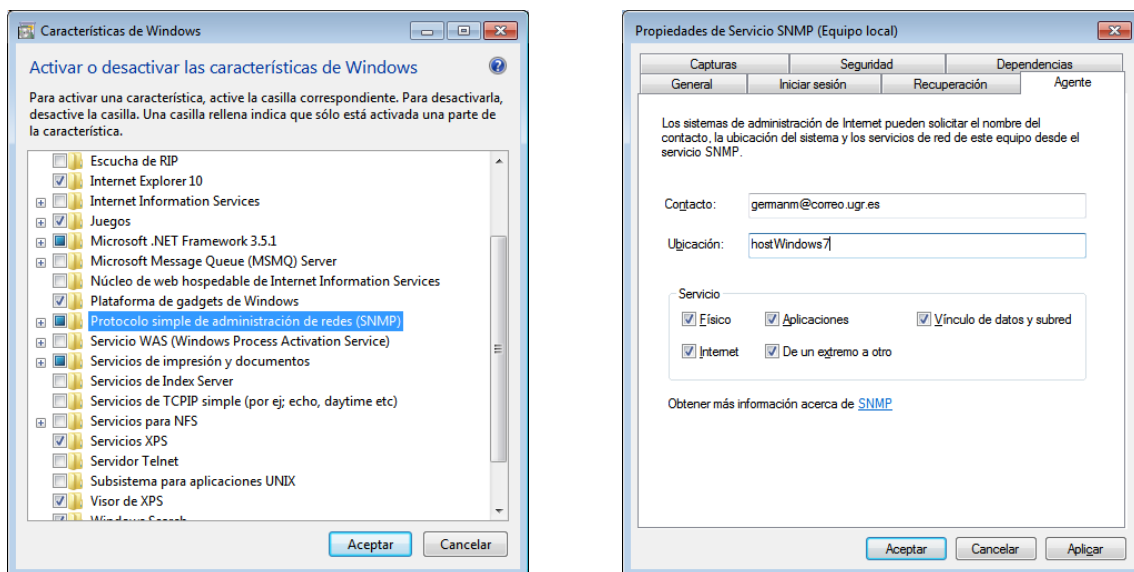 Características de Windows
Activar o desactivar las características de Windows
Para activar una característica, active la casilla correspondiente. Para desactivarla,
desactive la casilla. Una casilla rellena indica que sólo está activada una parte de
la característica.
Escucha de RIP
Internet Explorer 10
Internet Information Services
Juegos
Microsoft .NET Framework 3.5.1
Microsoft Message Queue (MSMQ) Server
Núcleo de web hospedable de Internet Information Services
Plataforma de gadgets de Windows
Protocolo simple de administración de redes (SNMP)
Servicio WAS (Windows Process Activation Service)
Servicios de impresión y documentos
Servicios de Index Server
Servicios de TCPIP simple (por ej; echo, daytime etc)
Servicios para NFS
Servicios XPS
Servidor Telnet
Subsistema para aplicaciones UNIX
Visor de XPS
Windows Search
Aceptar Cancelar
Propiedades de Servicio SNMP (Equipo local)
Capturas Seguridad Dependencias
General Iniciar sesión Recuperación Agente
Los sistemas de administración de Internet pueden solicitar el nombre del
contacto, la ubicación del sistema y los servicios de red de este equipo desde el
servicio SNMP.
Contacto: germanm@correo.ugr.es
Ubicación: hostWindows7
Servicio
Físico Aplicaciones Vínculo de datos y subred
Internet De un extremo a otro
Obtener más información acerca de SNMP
Aceptar Cancelar Aplicar